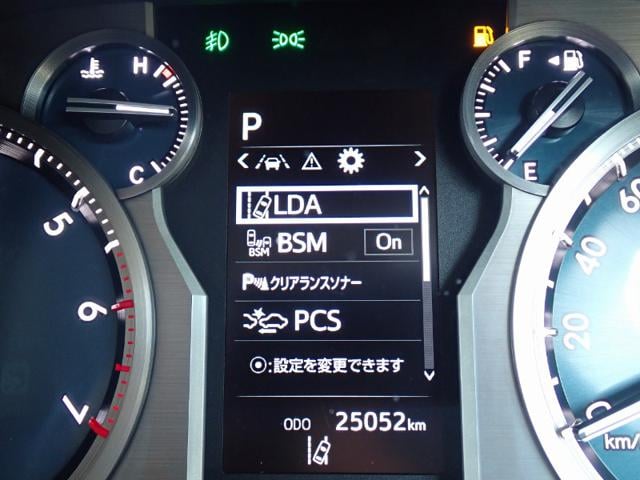 H
C
F
E
P
LDA
BSM
BSM On
P クリアランスソナー
PCS
⦿:設定を変更できます
ODO 25052km
5
6
7
60
40
20
0
km/